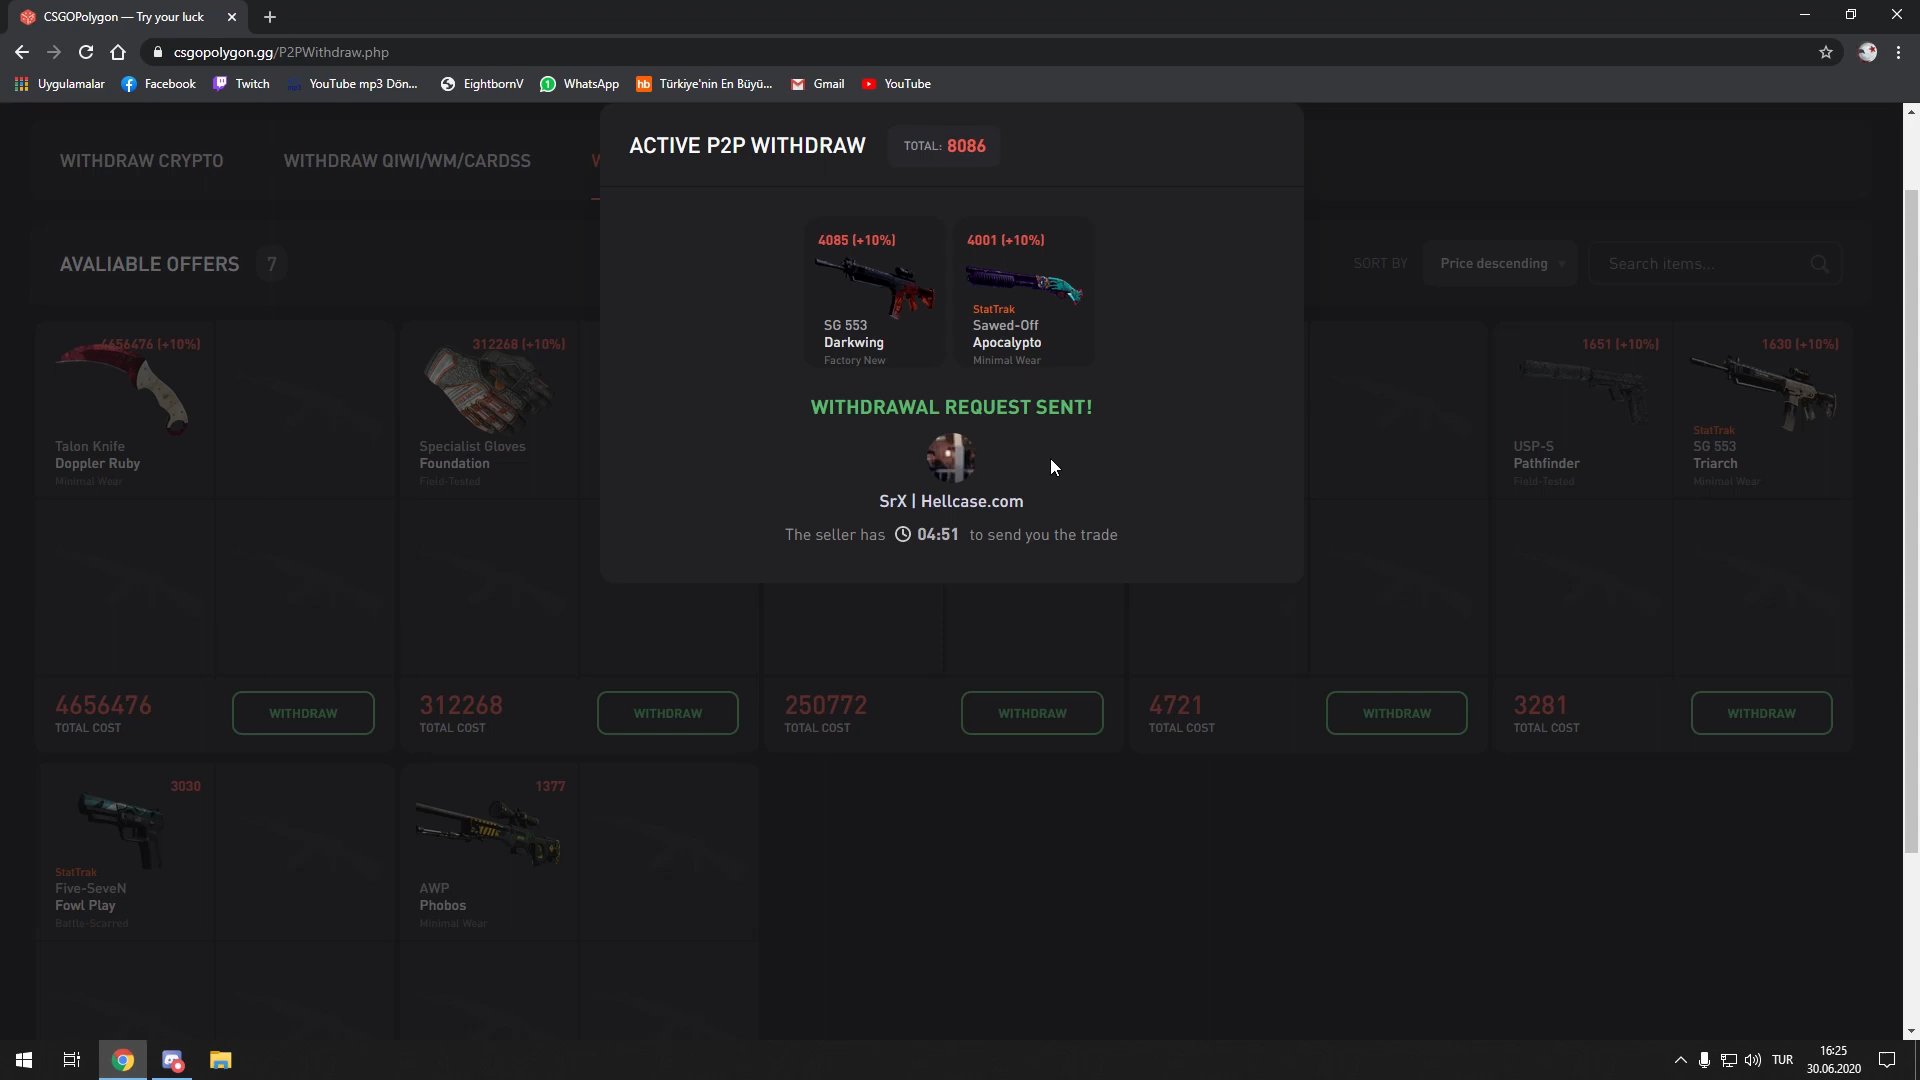 CSGOPolygon — Try your luck
csgopolygon.gg/P2PWithdraw.php
Uygulamalar
Facebook
Twitch
YouTube mp3 Dön...
EightbornV
WhatsApp
hb
Türkiye'nin En Büyü...
Gmail
YouTube
WITHDRAW CRYPTO
WITHDRAW QIWI/WM/CARDSS
W
ACTIVE P2P WITHDRAW
TOTAL: 8086
AVALIABLE OFFERS 7
SORT BY
Price descending
Search items...
4085 (+10%)
SG 553
Darkwing
Factory New
4001 (+10%)
StatTrak
Sawed-Off
Apocalypto
Minimal Wear
WITHDRAWAL REQUEST SENT!
SrX | Hellcase.com
The seller has 04:51 to send you the trade
4656476 (+10%)
Talon Knife
Doppler Ruby
Minimal Wear
4656476
TOTAL COST
WITHDRAW
312268 (+10%)
Specialist Gloves
Foundation
Field-Tested
312268
TOTAL COST
WITHDRAW
250772
TOTAL COST
WITHDRAW
4721
TOTAL COST
WITHDRAW
1651 (+10%)
USP-S
Pathfinder
Field-Tested
1630 (+10%)
StatTrak
SG 553
Triarch
Minimal Wear
3281
TOTAL COST
WITHDRAW
3030
StatTrak
Five-SeveN
Fowl Play
Battle-Scarred
1377
AWP
Phobos
Minimal Wear
TUR
16:25
30.06.2020